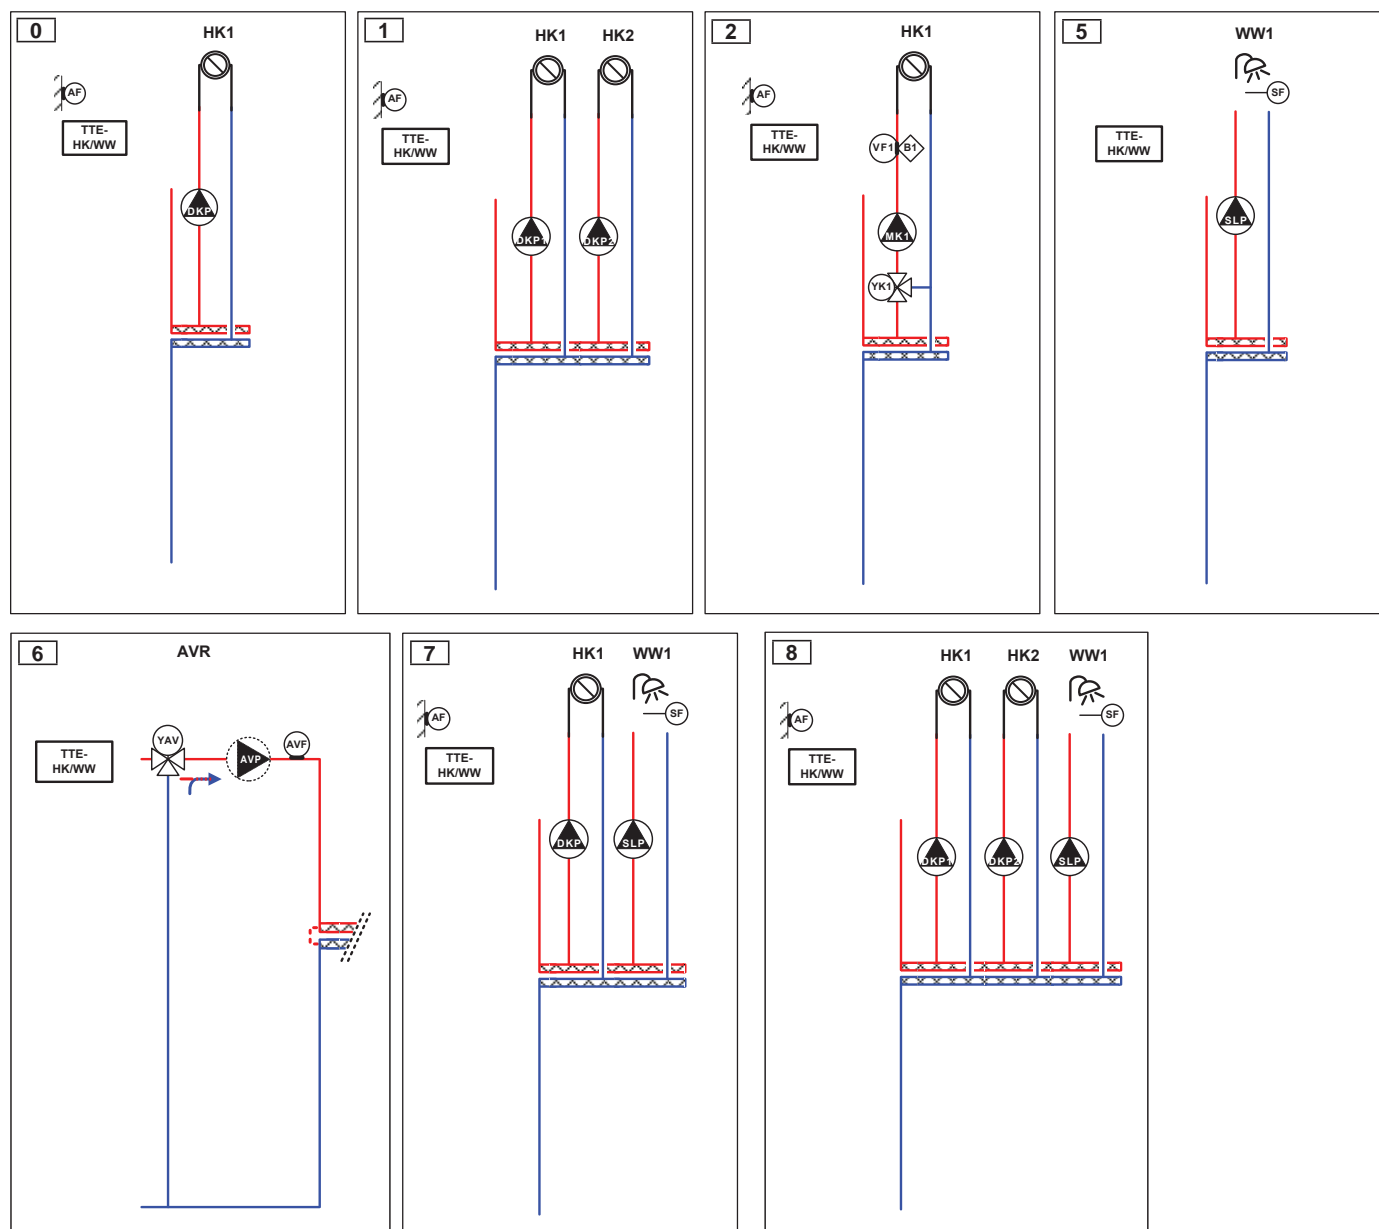 0
HK1
AF
TTE-
HK/WW
DKP
1
HK1 HK2
AF
TTE-
HK/WW
DKP1 DKP2
2
HK1
AF
TTE-
HK/WW
VF1 B1
MK1
YK1
5
WW1
SF
TTE-
HK/WW
SLP
6
AVR
YAV
AVF
TTE-
HK/WW
AVP
7
HK1 WW1
SF
AF
TTE-
HK/WW
DKP SLP
8
HK1 HK2 WW1
SF
AF
TTE-
HK/WW
DKP1 DKP2 SLP